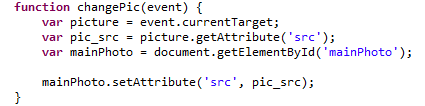 function changePic(event) {
    var picture = event.currentTarget;
    var pic_src = picture.getAttribute('src');
    var mainPhoto = document.getElementById('mainPhoto');

    mainPhoto.setAttribute('src', pic_src);
}